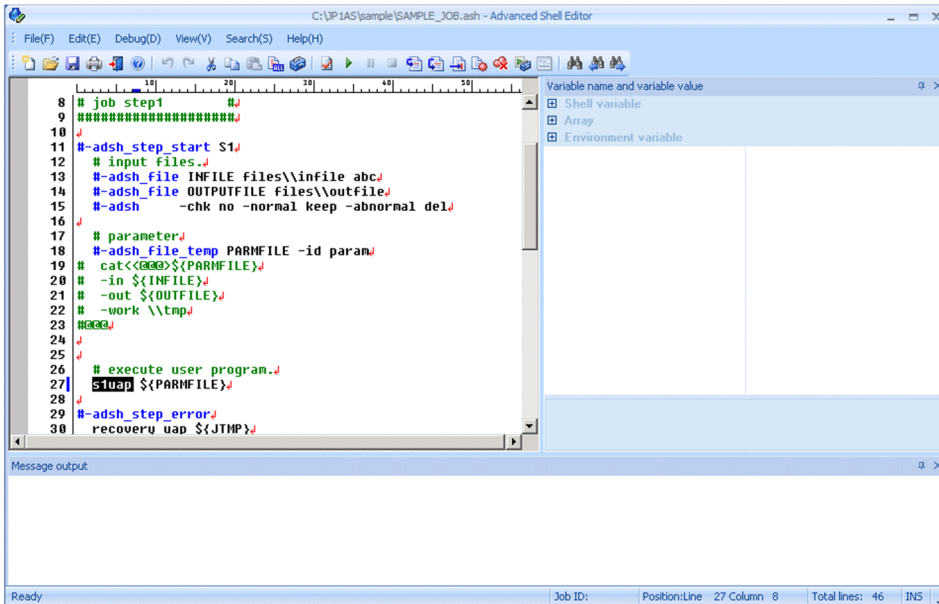 C:\JP1AS\sample\SAMPLE_JOB.ash - Advanced Shell Editor
File(F) Edit(E) Debug(D) View(V) Search(S) Help(H)
10 20 30 40 50
8 # job step1 #
9 ####################
10
11 #-adsh_step_start S1
12 # input files.
13 #-adsh_file INFILE files\\infile abc
14 #-adsh_file OUTPUTFILE files\\outfile
15 #-adsh -chk no -normal keep -abnormal del
16
17 # parameter
18 #-adsh_file_temp PARMFILE -id param
19 # cat<<@@@>${PARMFILE}
20 # -in ${INFILE}
21 # -out ${OUTFILE}
22 # -work \\tmp
23 #@@@
24
25
26 # execute user program.
27 s1uap ${PARMFILE}
28
29 #-adsh_step_error
30 recovery uap ${JTMP}
Variable name and variable value
Shell variable
Array
Environment variable
Message output
Ready Job ID: Position:Line 27 Column 8 Total lines: 46 INS